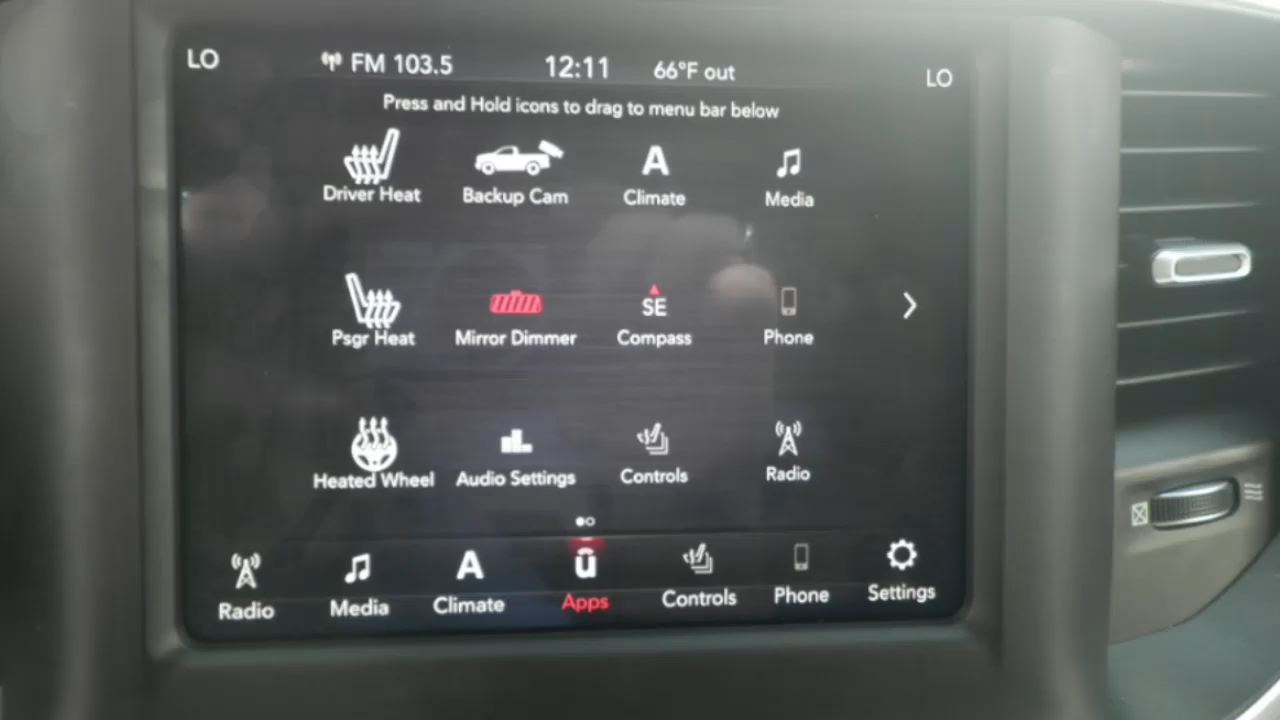 LO FM 103.5 12:11 66°F out LO
Press and Hold icons to drag to menu bar below
A
Driver Heat Backup Cam Climate Media
SE
Psgr Heat Mirror Dimmer Compass Phone
Heated Wheel Audio Settings Controls Radio
A ū
Radio Media Climate Apps Controls Phone Settings